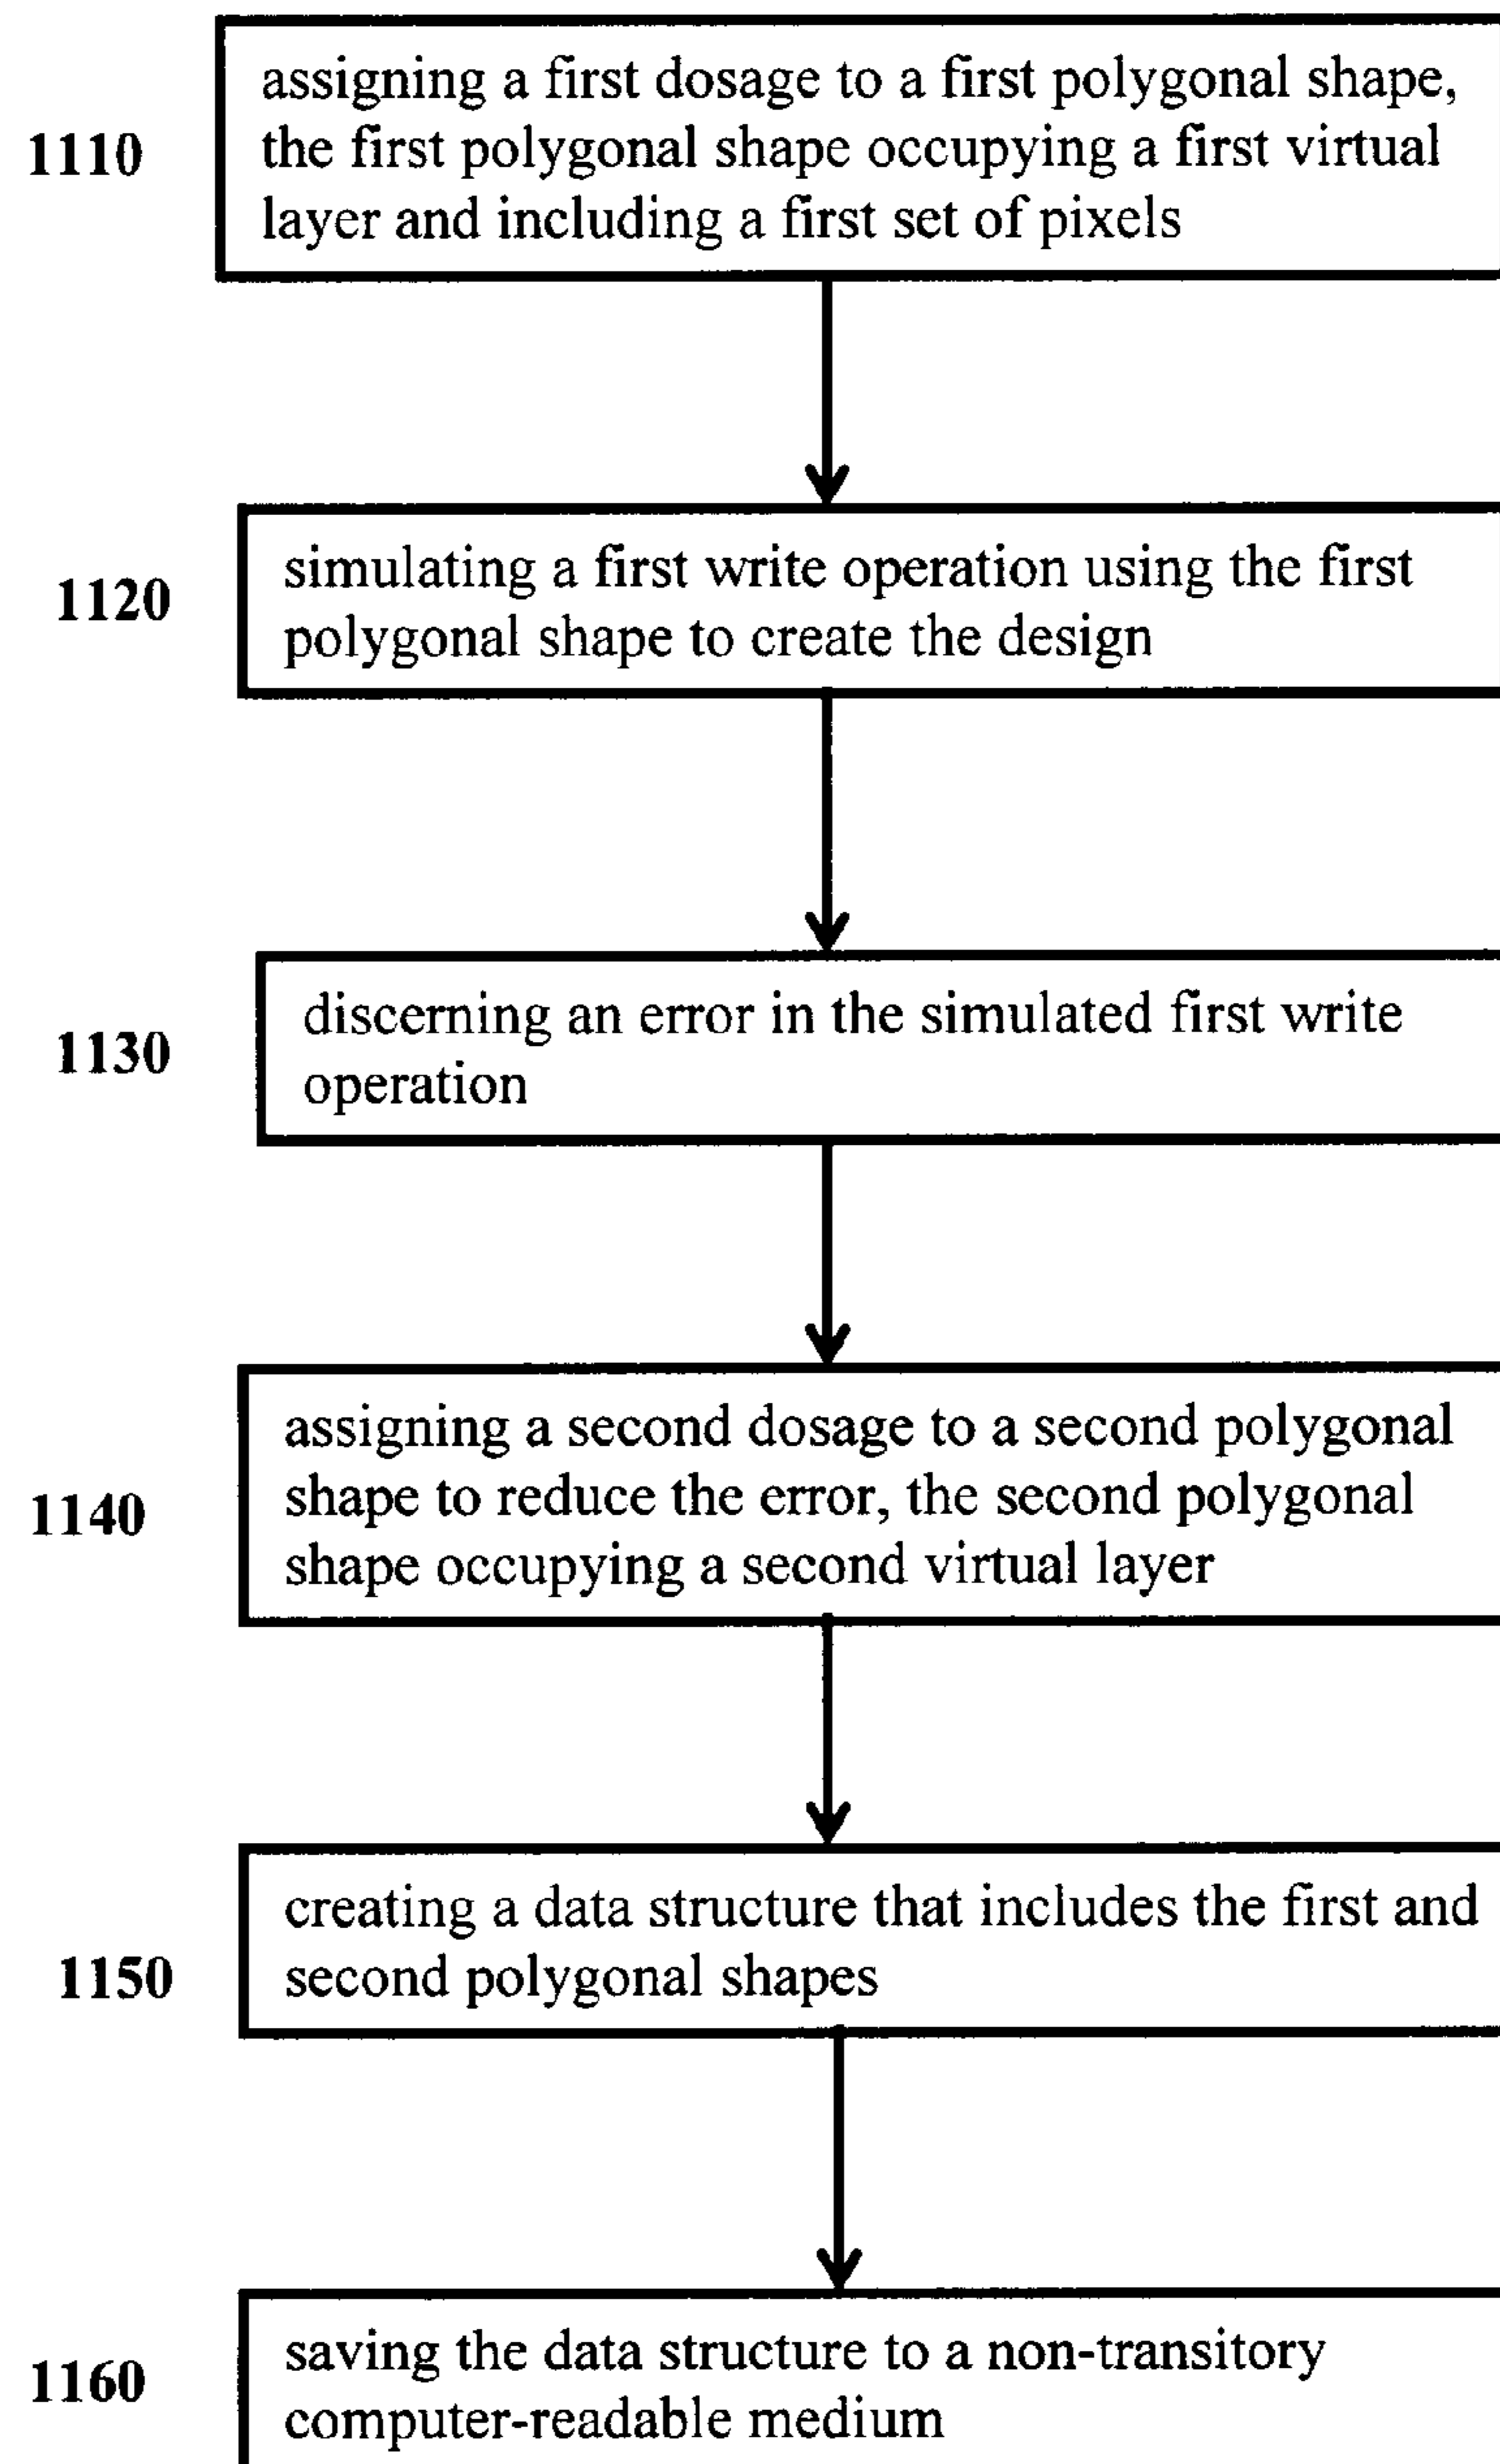 assigning a first dosage to a first polygonal shape,
1110
the first polygonal shape occupying a first virtual
layer and including a first set of pixels
simulating a first write operation using the first
1120
polygonal shape to create the design
discerning an error in the simulated first write
1130
operation
assigning a second dosage to a second polygonal
1140
shape to reduce the error, the second polygonal
shape occupying a second virtual layer
creating a data structure that includes the first and
1150
second polygonal shapes
saving the data structure to a non-transitory
1160
computer-readable medium